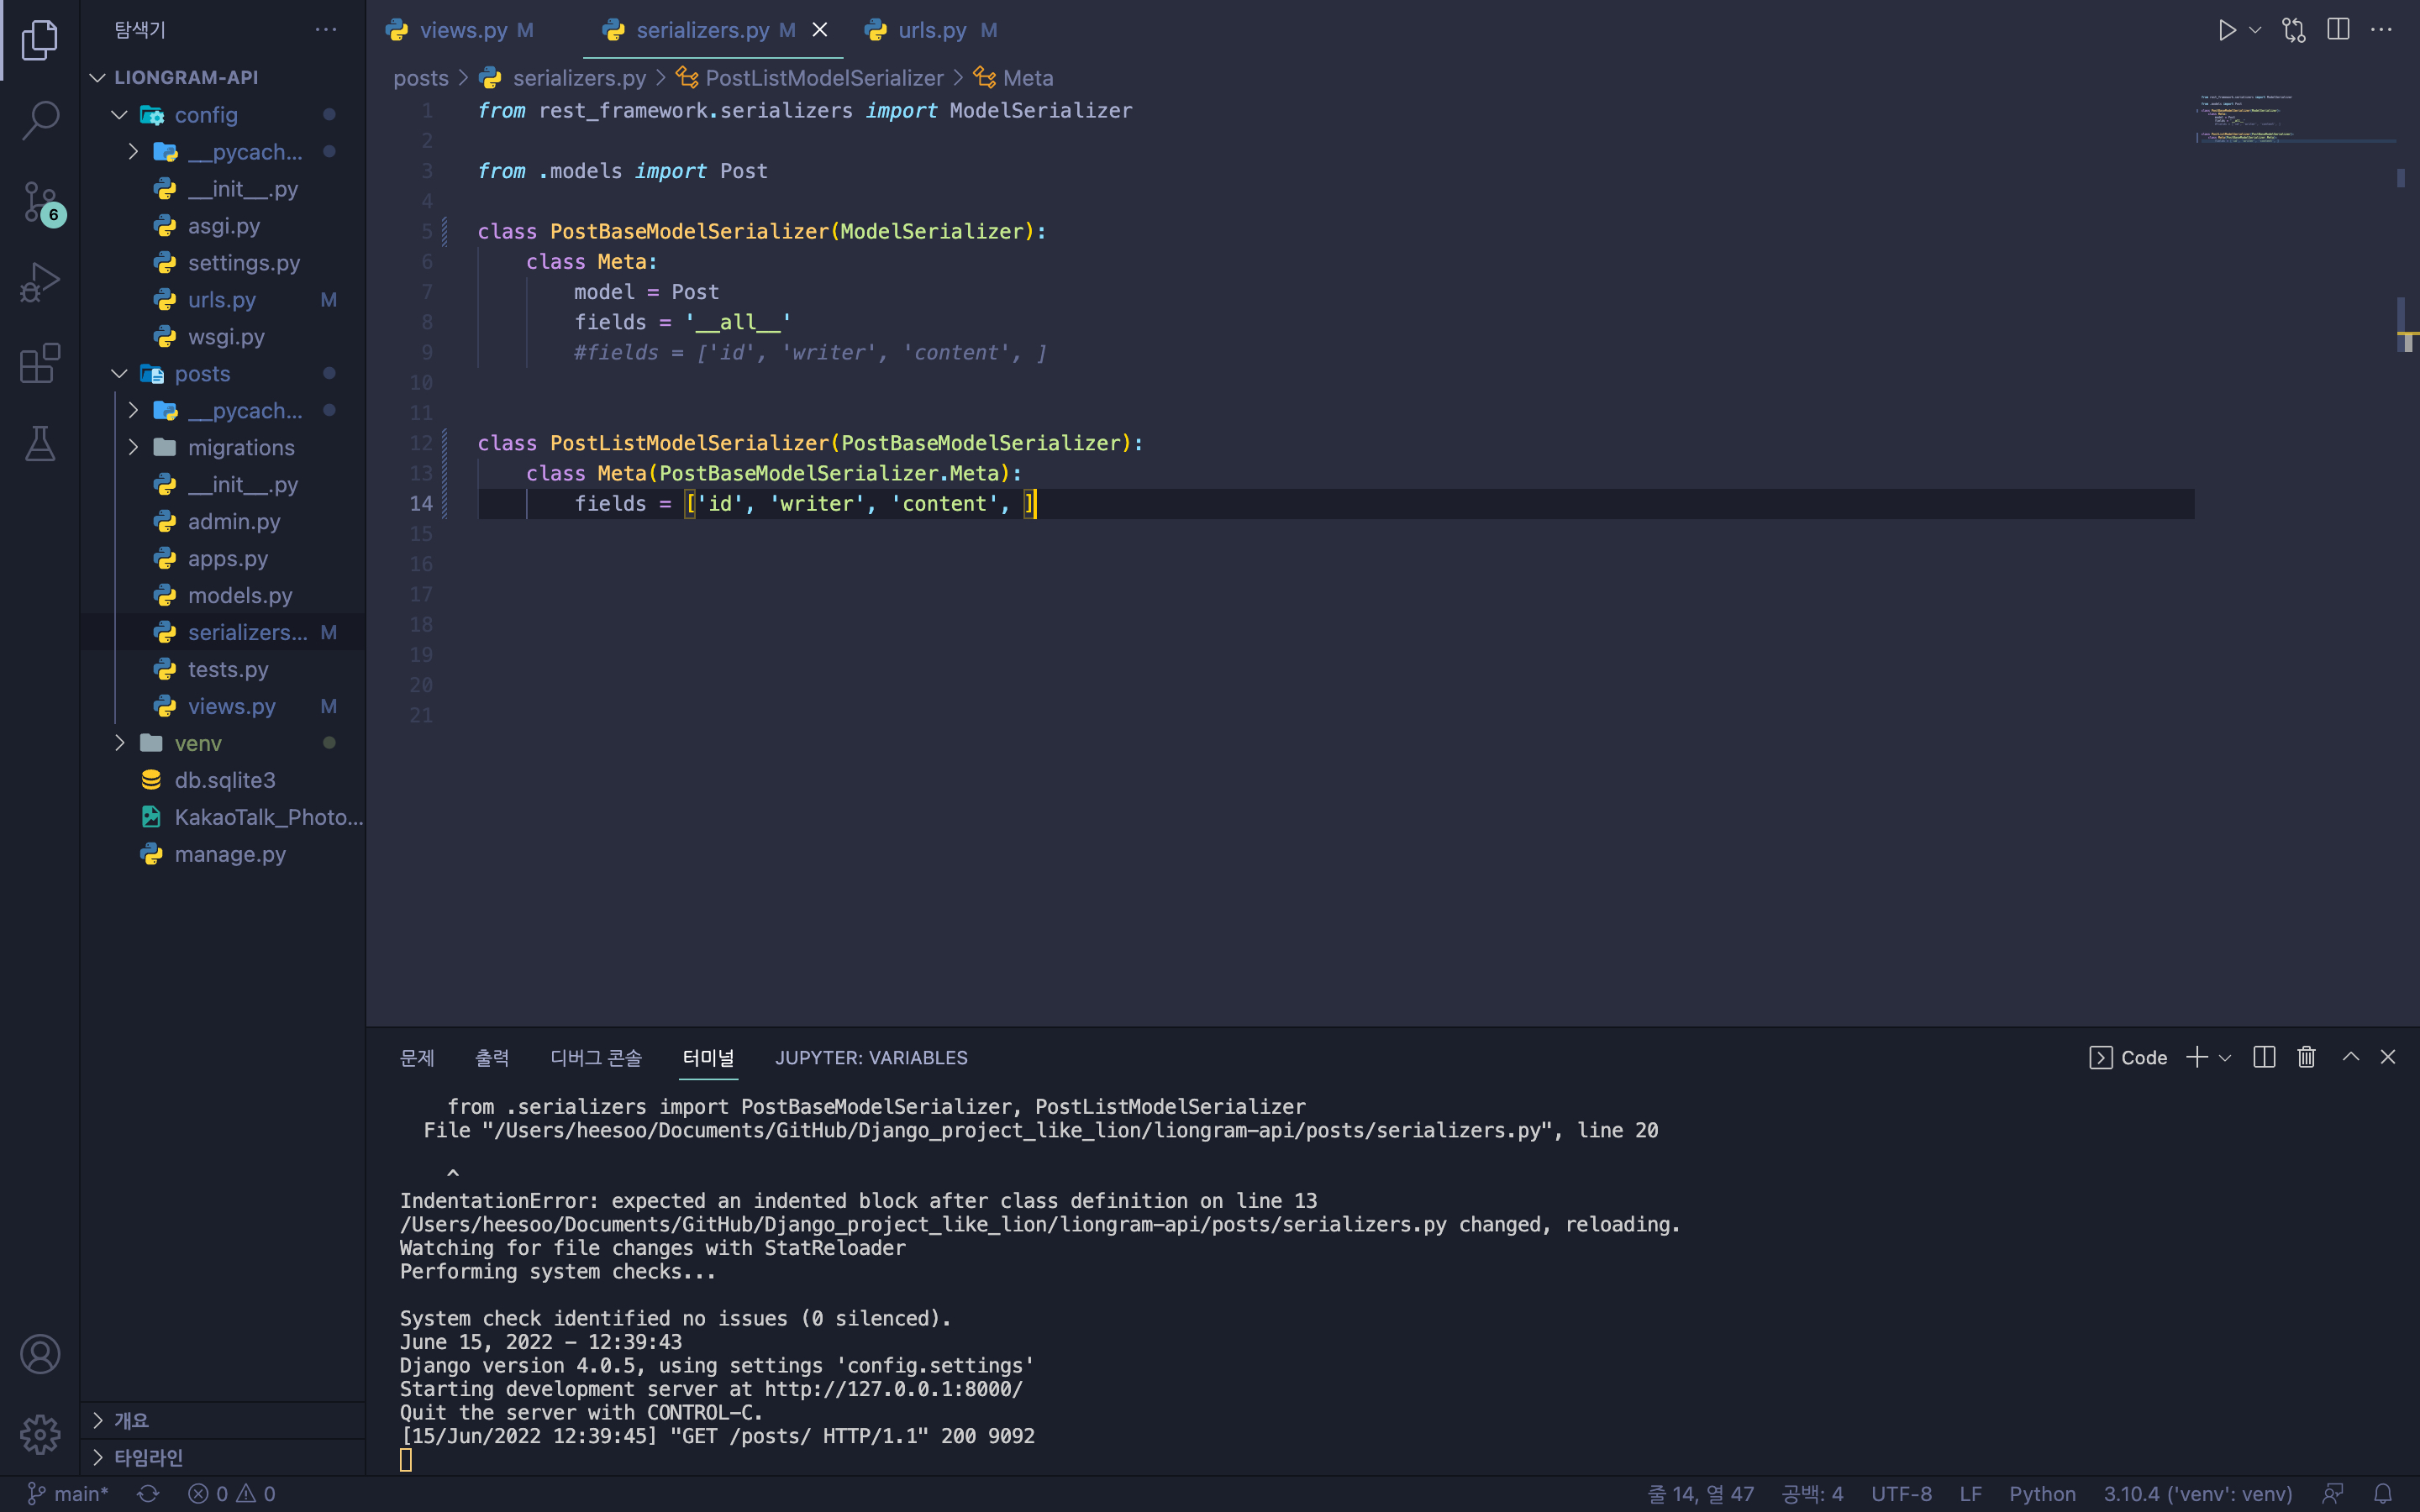 탐색기
LIONGRAM-API
config
__pycach...
__init__.py
asgi.py
settings.py
urls.py M
wsgi.py
posts
__pycach...
migrations
__init__.py
admin.py
apps.py
models.py
serializers... M
tests.py
views.py M
venv
db.sqlite3
KakaoTalk_Photo...
manage.py
개요
타임라인
6
views.py M serializers.py M urls.py M
posts > serializers.py > PostListModelSerializer > Meta
1 from rest_framework.serializers import ModelSerializer
2
3 from .models import Post
4
5 class PostBaseModelSerializer(ModelSerializer):
6 class Meta:
7 model = Post
8 fields = '__all__'
9 #fields = ['id', 'writer', 'content', ]
10
11
12 class PostListModelSerializer(PostBaseModelSerializer):
13 class Meta(PostBaseModelSerializer.Meta):
14 fields = ['id', 'writer', 'content', ]
15
16
17
18
19
20
21
문제 출력 디버그 콘솔 터미널 JUPYTER: VARIABLES Code
from .serializers import PostBaseModelSerializer, PostListModelSerializer
File "/Users/heesoo/Documents/GitHub/Django_project_like_lion/liongram-api/posts/serializers.py", line 20
^
IndentationError: expected an indented block after class definition on line 13
/Users/heesoo/Documents/GitHub/Django_project_like_lion/liongram-api/posts/serializers.py changed, reloading.
Watching for file changes with StatReloader
Performing system checks...
System check identified no issues (0 silenced).
June 15, 2022 - 12:39:43
Django version 4.0.5, using settings 'config.settings'
Starting development server at http://127.0.0.1:8000/
Quit the server with CONTROL-C.
[15/Jun/2022 12:39:45] "GET /posts/ HTTP/1.1" 200 9092
main* 0 0 줄 14, 열 47 공백: 4 UTF-8 LF Python 3.10.4 ('venv': venv)